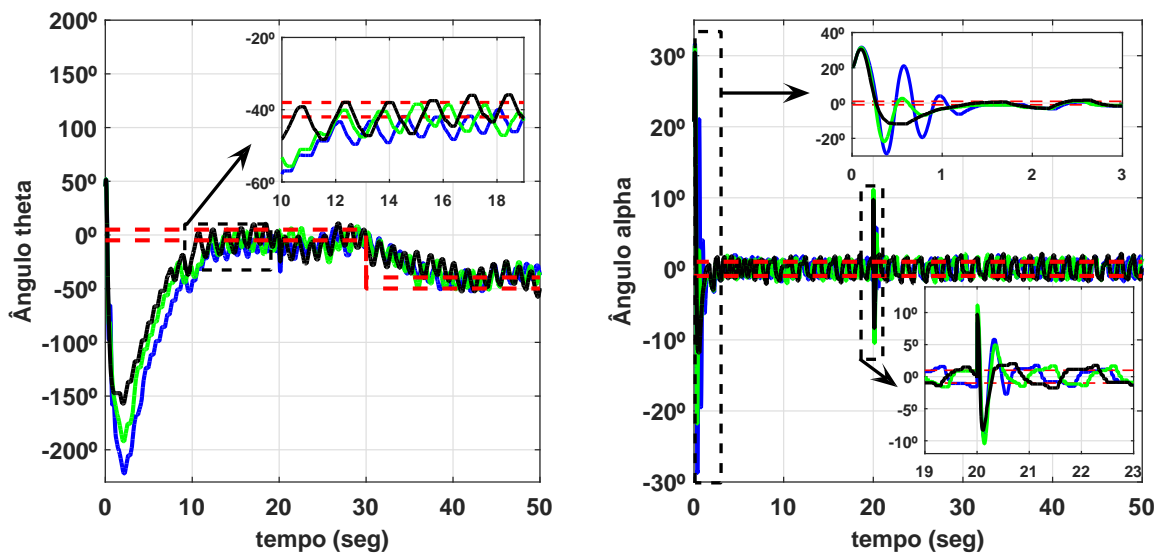 200º
150º
100
50º
0º
-50º
-100º
-150º
-200º
0
10
20
30
40
50
tempo (seg)
Ângulo theta
-20º
-40º
-60º
10
12
14
16
18
30º
20º
10º
0º
-10º
-20º
-30º
0
10
20
30
40
50
tempo (seg)
Ângulo alpha
40º
20º
0º
-20º
0
1
2
3
10º
5º
0º
-5º
-10º
19
20
21
22
23